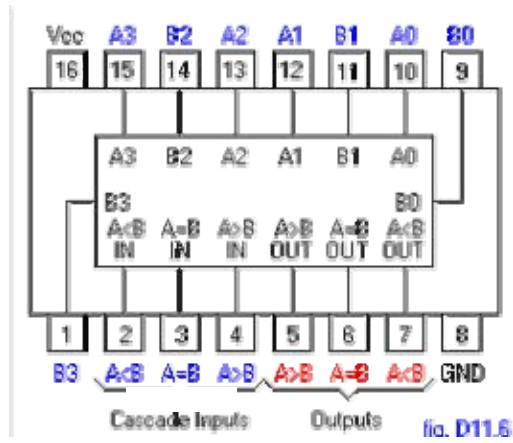 Vcc A3 B2 A2 A1 B1 A0 B0
16 15 14 13 12 11 10 9
A3 B2 A2 A1 B1 A0
B3 B0
A<B A=B A>B A>B A=B A<B
IN IN IN OUT OUT OUT
1 2 3 4 5 6 7 8
B3 A<B A=B A>B A>B A=B A<B GND
Cascade Inputs Outputs
fig. D11.6